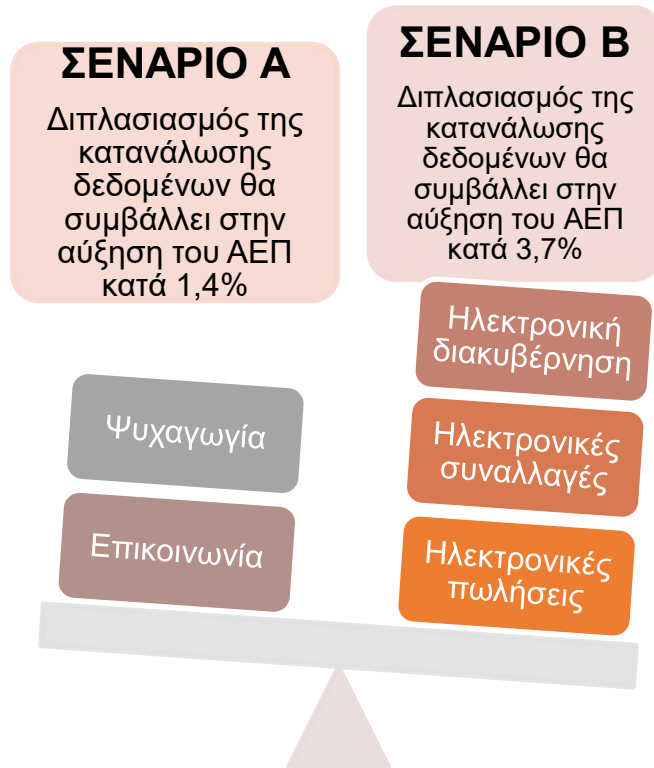 ΣΕΝΑΡΙΟ Α
Διπλασιασμός της
κατανάλωσης
δεδομένων θα
συμβάλλει στην
αύξηση του ΑΕΠ
κατά 1,4%
ΣΕΝΑΡΙΟ Β
Διπλασιασμός της
κατανάλωσης
δεδομένων θα
συμβάλλει στην
αύξηση του ΑΕΠ
κατά 3,7%
Ψυχαγωγία
Επικοινωνία
Ηλεκτρονική
διακυβέρνηση
Ηλεκτρονικές
συναλλαγές
Ηλεκτρονικές
πωλήσεις